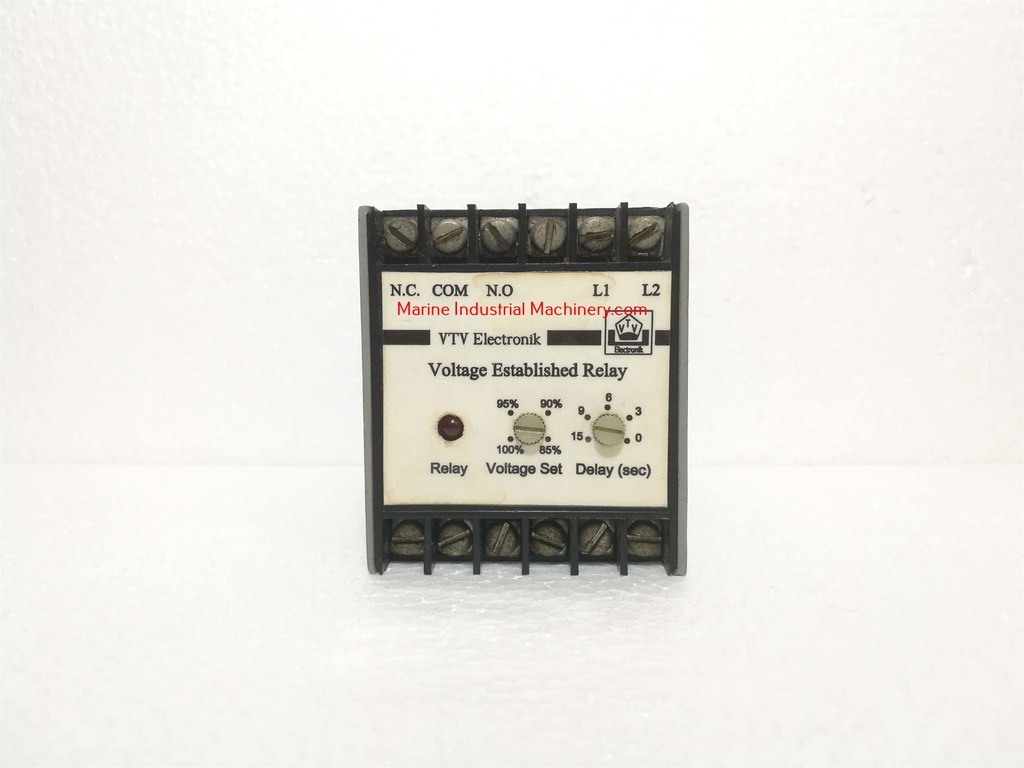 N.C. COM N.O L1 L2
Marine Industrial Machinery.com
VTV Electronik
VTV
Electronik
Voltage Established Relay
95% 90%
100% 85%
6
9 3
15 0
Relay Voltage Set Delay (sec)